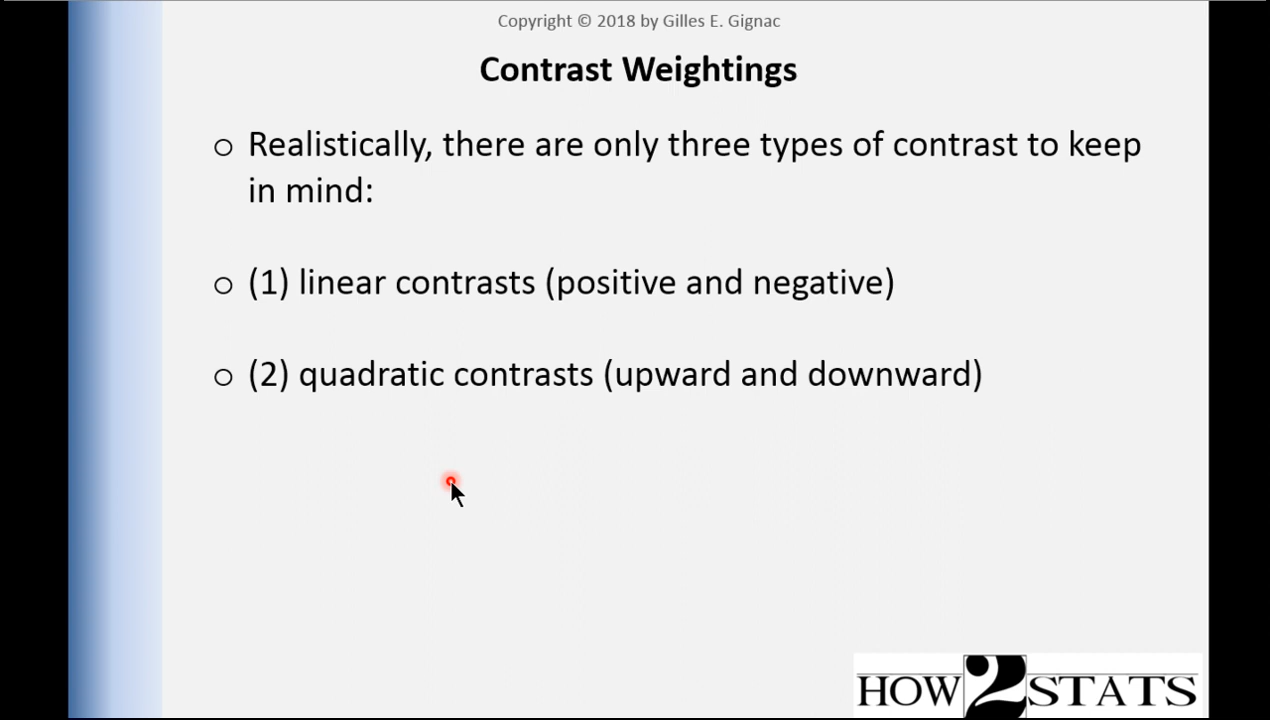 Copyright © 2018 by Gilles E. Gignac
Contrast Weightings
o Realistically, there are only three types of contrast to keep
in mind:
o (1) linear contrasts (positive and negative)
o (2) quadratic contrasts (upward and downward)
HOW2STATS